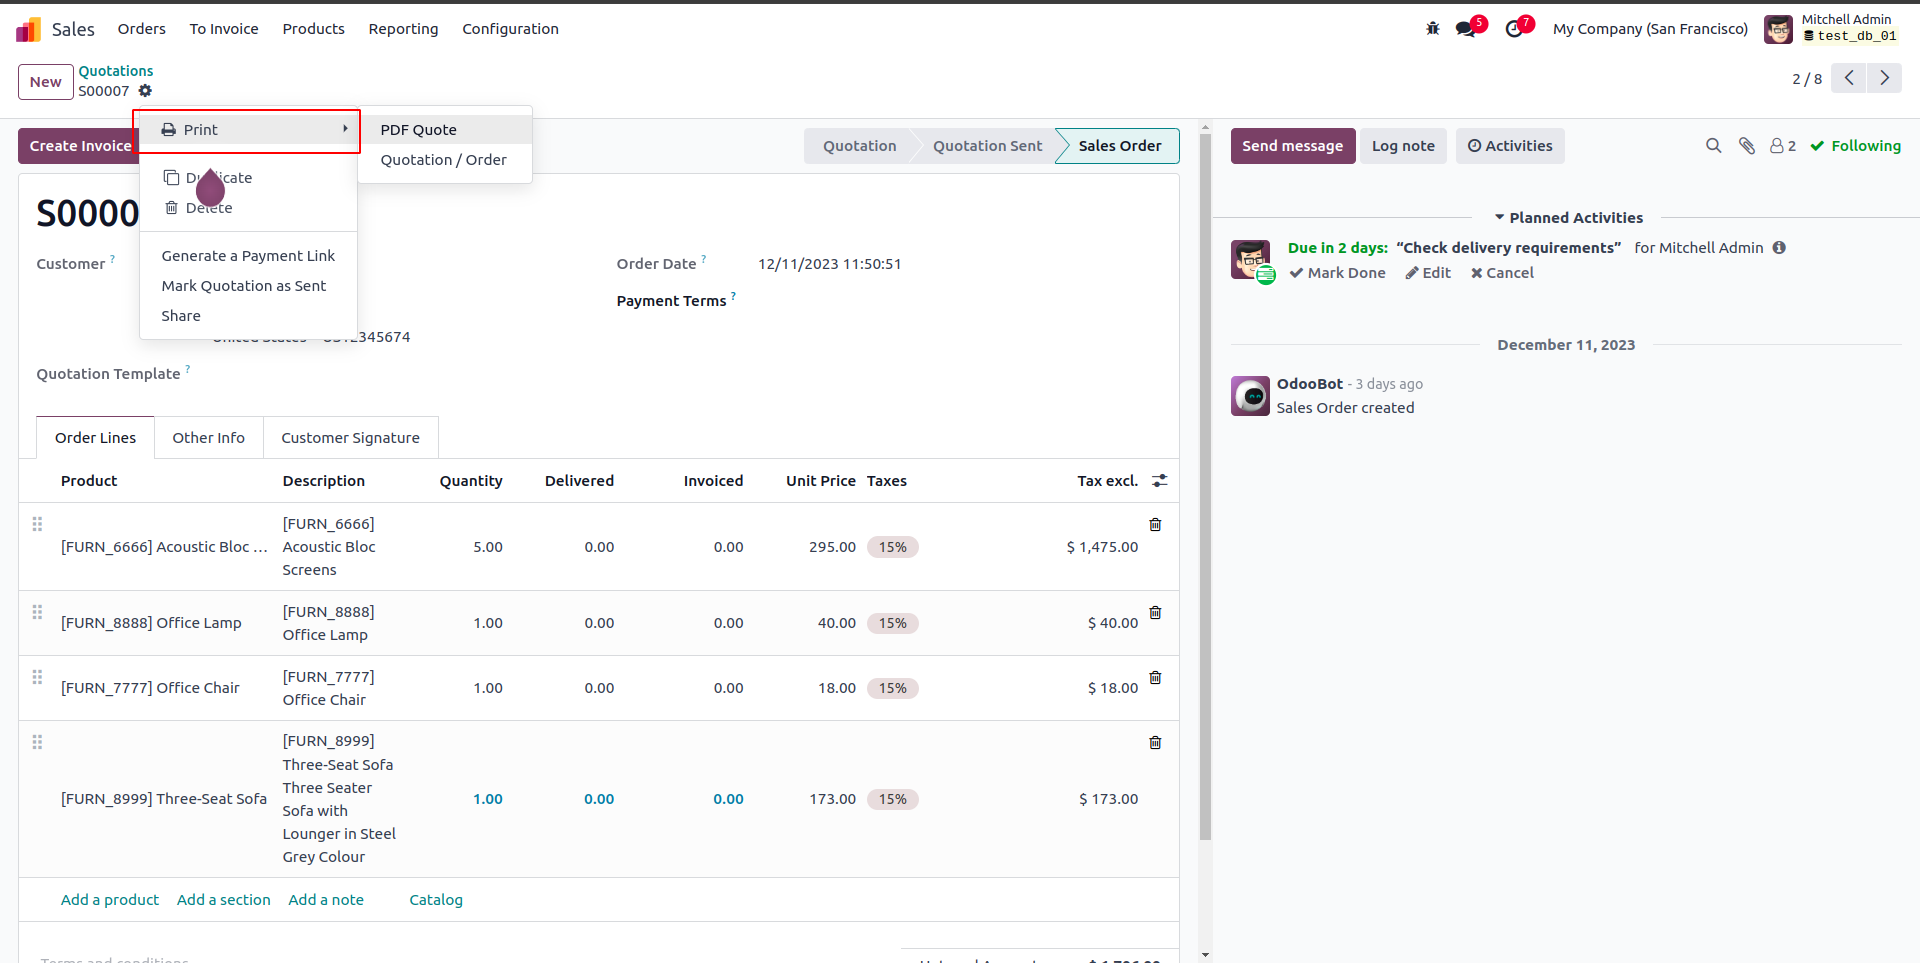 Sales Orders To Invoice Products Reporting Configuration 5 7 My Company (San Francisco) Mitchell Admin
test_db_01
New Quotations
S00007
2 / 8
Print
PDF Quote
Quotation / Order
Duplicate
Delete
Generate a Payment Link
Mark Quotation as Sent
Share
Create Invoice Quotation Quotation Sent Sales Order
Send message Log note Activities 2 Following
S0000
Customer ?
Order Date ? 12/11/2023 11:50:51
Payment Terms ?
United States 12345674
Quotation Template ?
Planned Activities
Due in 2 days: “Check delivery requirements” for Mitchell Admin
Mark Done Edit Cancel
December 11, 2023
OdooBot - 3 days ago
Sales Order created
Order Lines Other Info Customer Signature
Product Description Quantity Delivered Invoiced Unit Price Taxes Tax excl.
[FURN_6666] Acoustic Bloc ... [FURN_6666]
Acoustic Bloc
Screens 5.00 0.00 0.00 295.00 15% $ 1,475.00
[FURN_8888] Office Lamp [FURN_8888]
Office Lamp 1.00 0.00 0.00 40.00 15% $ 40.00
[FURN_7777] Office Chair [FURN_7777]
Office Chair 1.00 0.00 0.00 18.00 15% $ 18.00
[FURN_8999] Three-Seat Sofa [FURN_8999]
Three-Seat Sofa
Three Seater
Sofa with
Lounger in Steel
Grey Colour 1.00 0.00 0.00 173.00 15% $ 173.00
Add a product Add a section Add a note Catalog
Terms and conditions